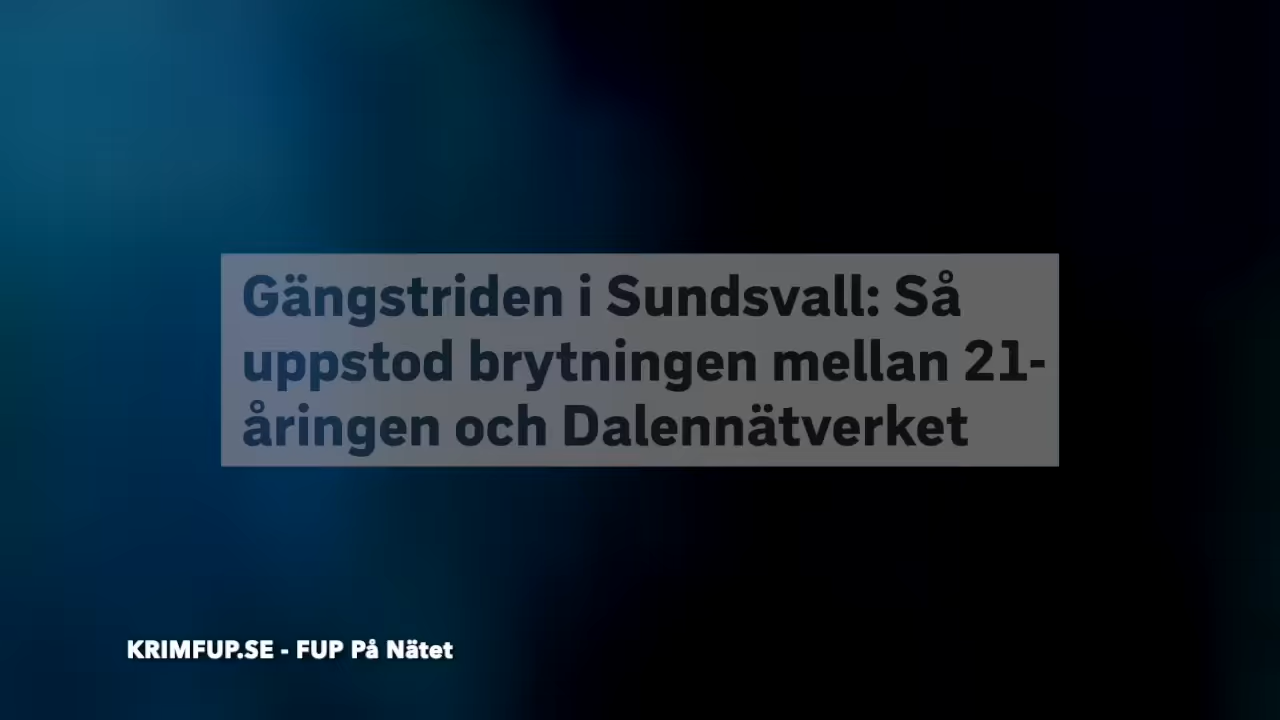 Gängstriden i Sundsvall: Så
uppstod brytningen mellan 21-
åringen och Dalennätverket
KRIMFUP.SE - FUP På Nätet